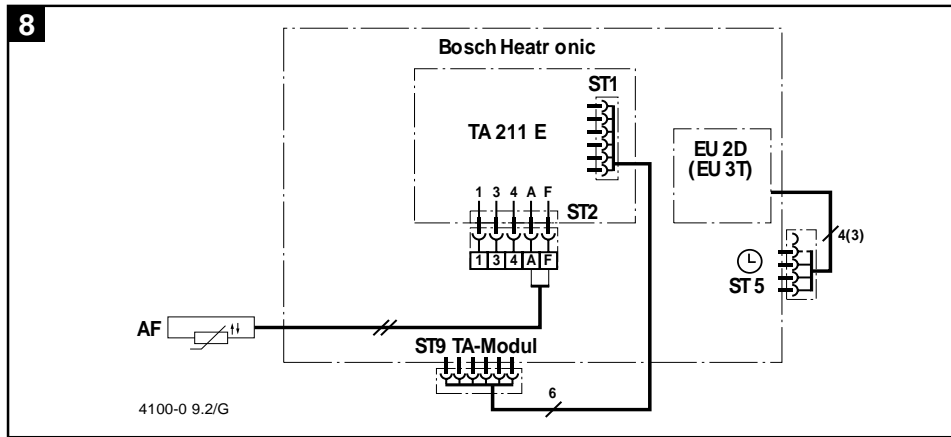 8
Bosch Heatr onic
ST1
TA 211 E
EU 2D
(EU 3T)
1 3 4 A F
ST2
4(3)
1 3 4 A F
ST 5
AF
ST9 TA-Modul
6
4100-0 9.2/G